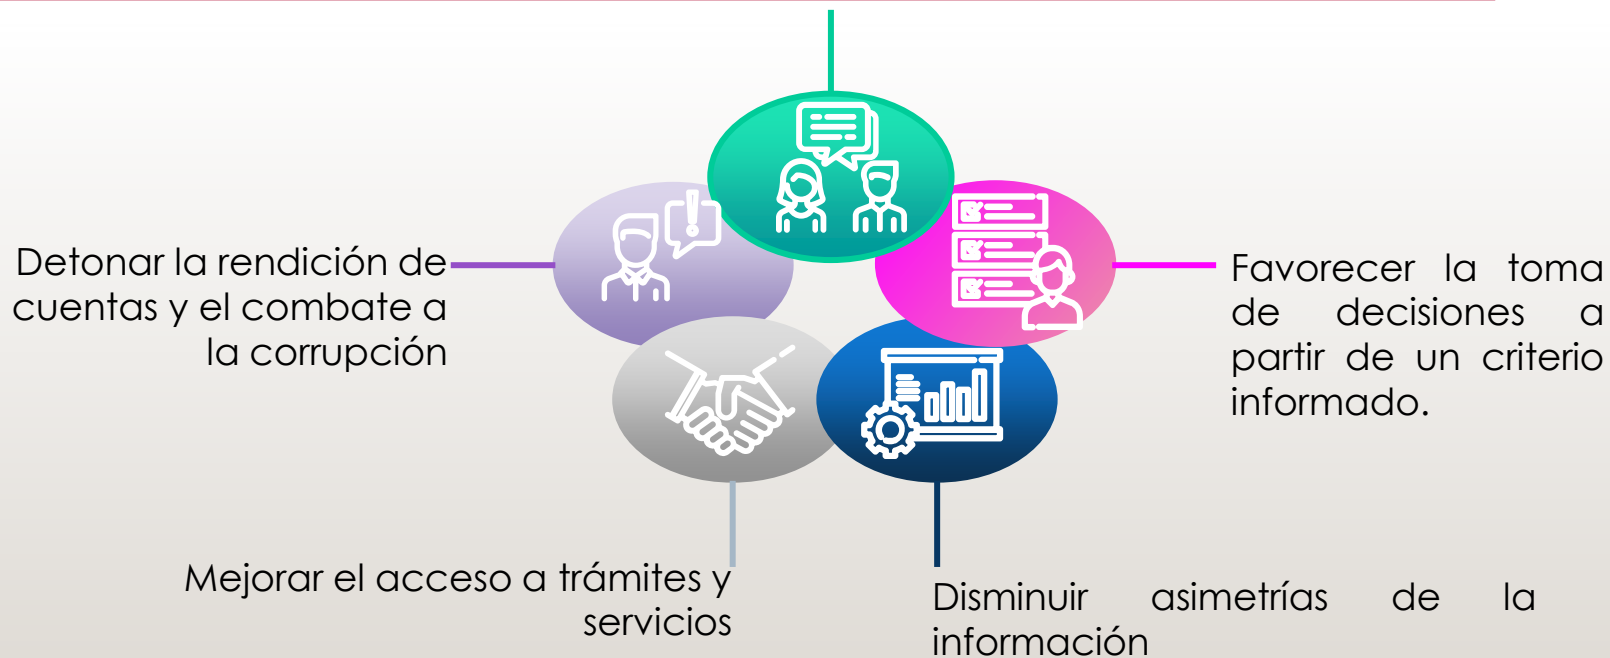 Detonar la rendición de
cuentas y el combate a
la corrupción
Favorecer la toma
de decisiones a
partir de un criterio
informado.
Mejorar el acceso a trámites y
servicios
Disminuir asimetrías de la
información